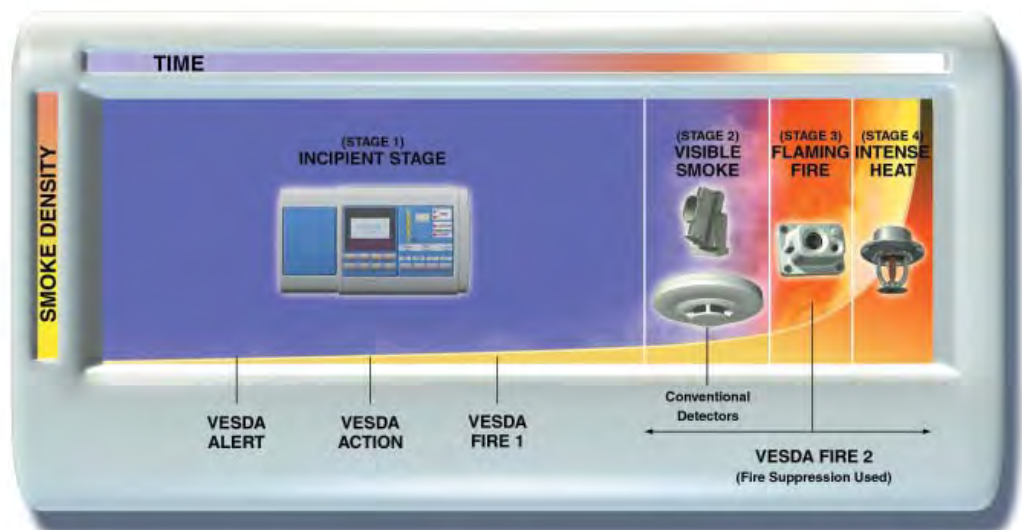 TIME
SMOKE DENSITY
(STAGE 1)
INCIPIENT STAGE
(STAGE 2)
VISIBLE
SMOKE
(STAGE 3)
FLAMING
FIRE
(STAGE 4)
INTENSE
HEAT
VESDA
ALERT
VESDA
ACTION
VESDA
FIRE 1
Conventional
Detectors
VESDA FIRE 2
(Fire Suppression Used)